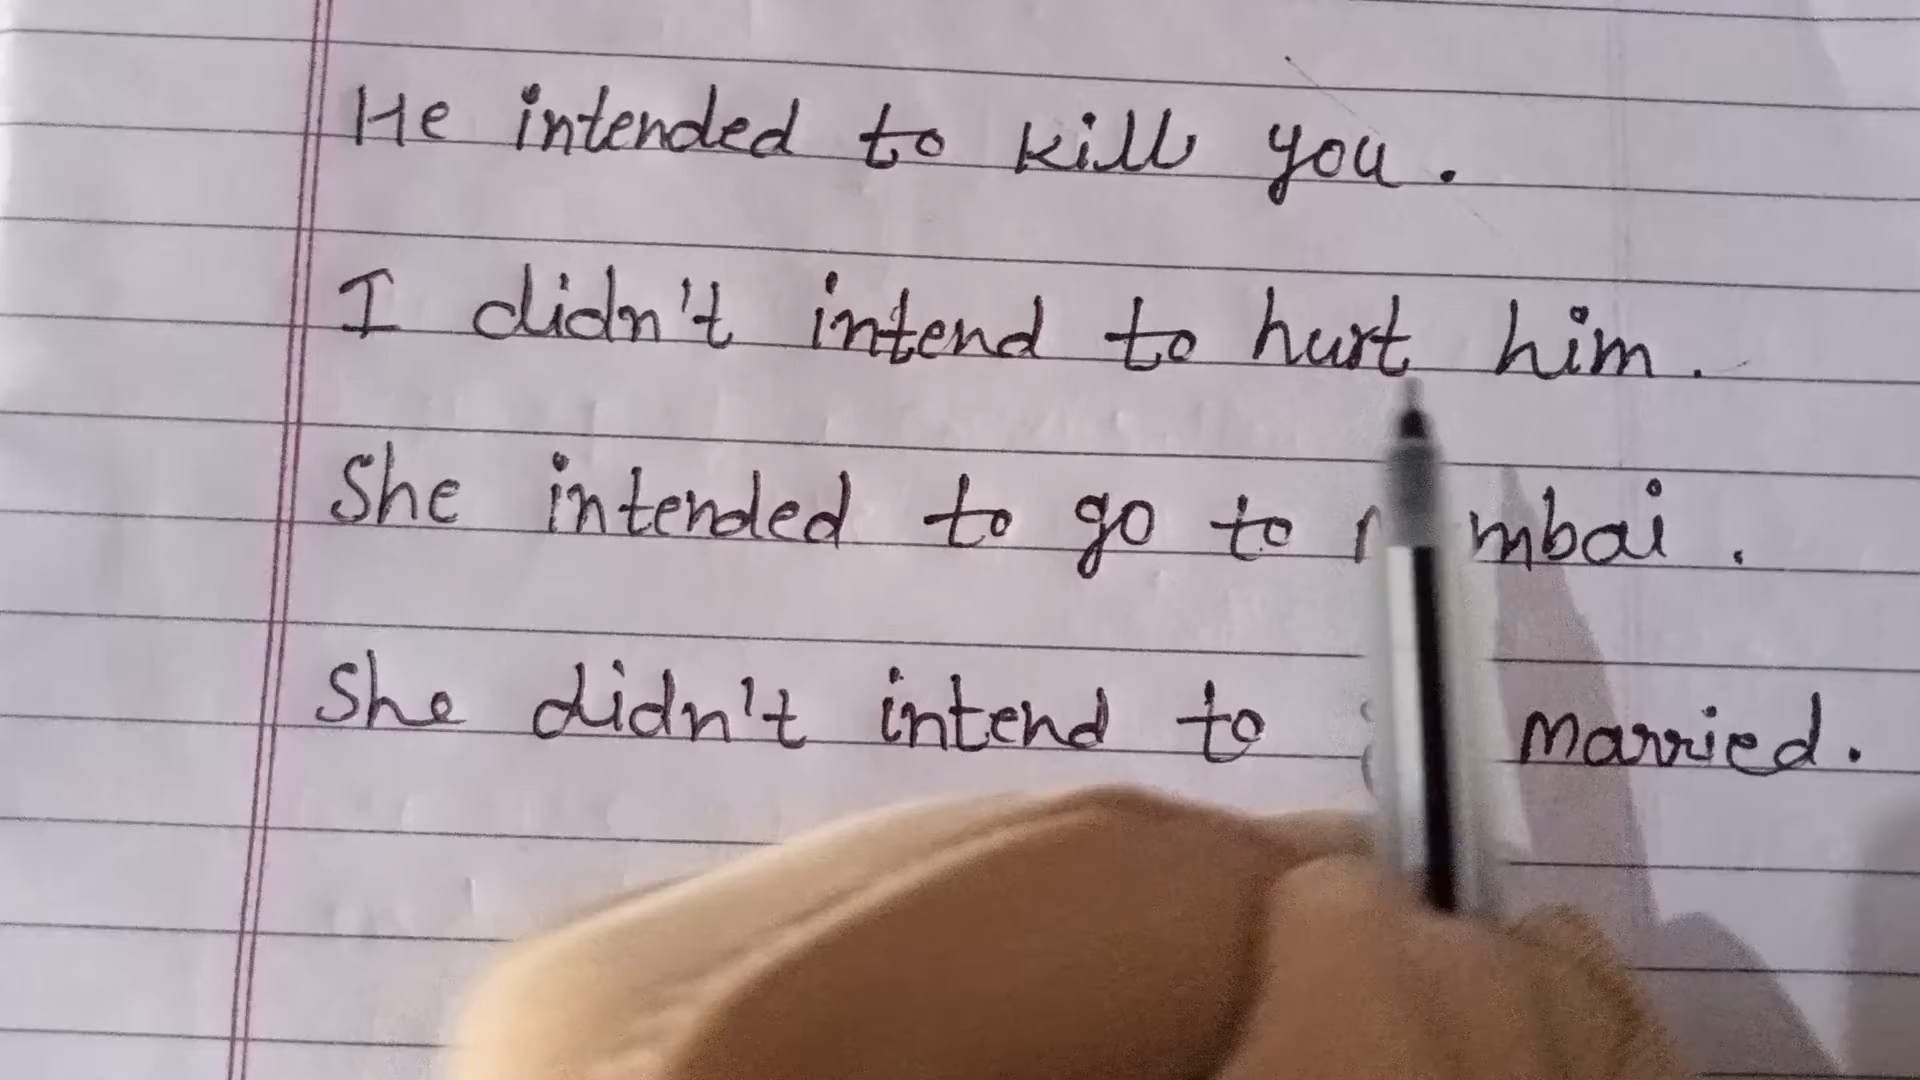 He intended to kill you.
I didn't intend to hurt him.
She intended to go to mbai.
She didn't intend to married.